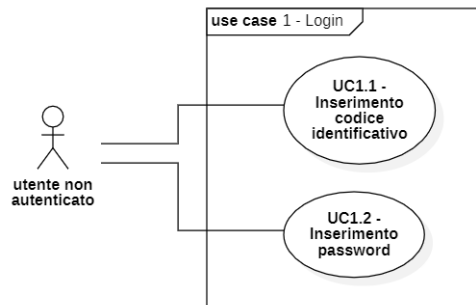 use case 1 - Login
UC1.1 -
Inserimento
codice
identificativo
utente non
autenticato
UC1.2 -
Inserimento
password